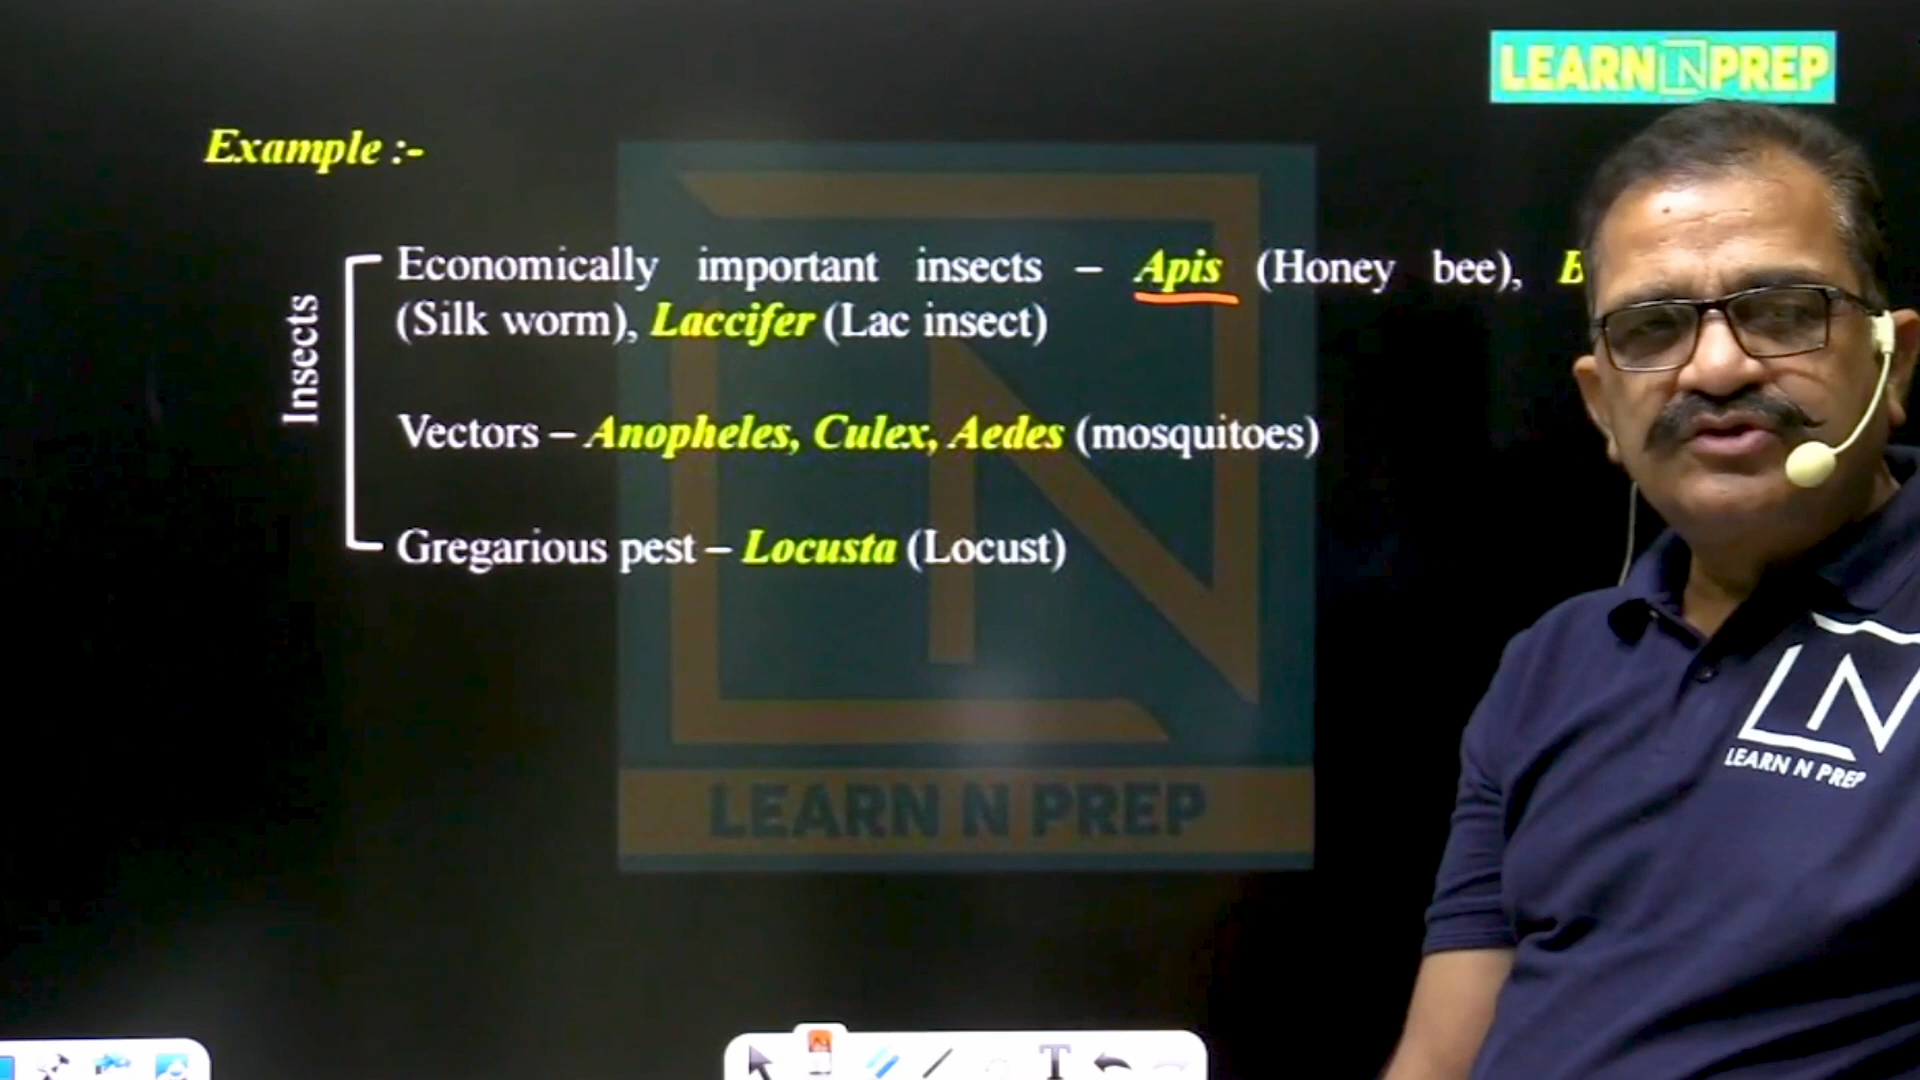 LEARN N PREP
Example :-
Insects
Economically important insects – Apis (Honey bee),
(Silk worm), Laccifer (Lac insect)
Vectors – Anopheles, Culex, Aedes (mosquitoes)
Gregarious pest – Locusta (Locust)
LEARN N PREP
LN
LEARN N PREP
T